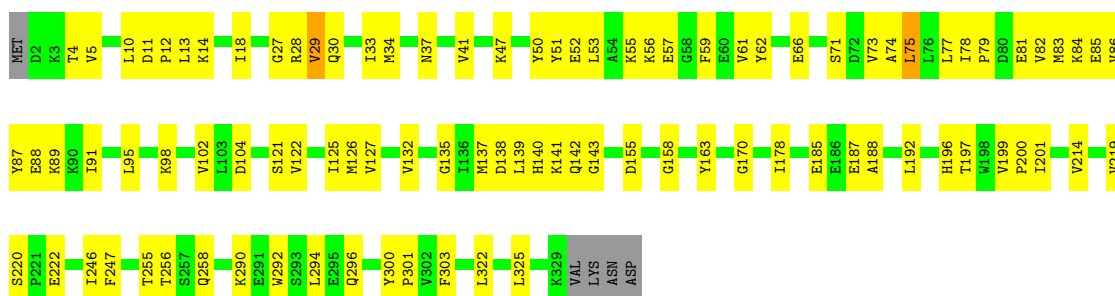 MET D2 K3 T4 V5 L10 D11 P12 L13 K14 I18 G27 R28 V29 Q30 I33 M34 N37 V41 K47 Y50 Y51 E52 L53 A54 K55 K56 E57 G58 F59 E60 V61 Y62 E66 S71 D72 V73 A74 L75 L76 L77 I78 P79 D80 E81 V82 M83 K84 E85 V86
Y87 E88 K89 K90 I91 L95 K98 V102 L103 D104 S121 V122 I125 M126 V127 V132 G135 I136 M137 D138 L139 H140 K141 Q142 G143 D155 G158 Y163 G170 I178 E185 E186 E187 A188 L192 H196 T197 W198 V199 P200 I201 V214 V219
S220 P221 E222 I246 F247 T255 T256 S257 Q258 K290 E291 W292 S293 L294 E295 Q296 Y300 P301 V302 F303 L322 L325 K329 VAL LYS ASN ASP